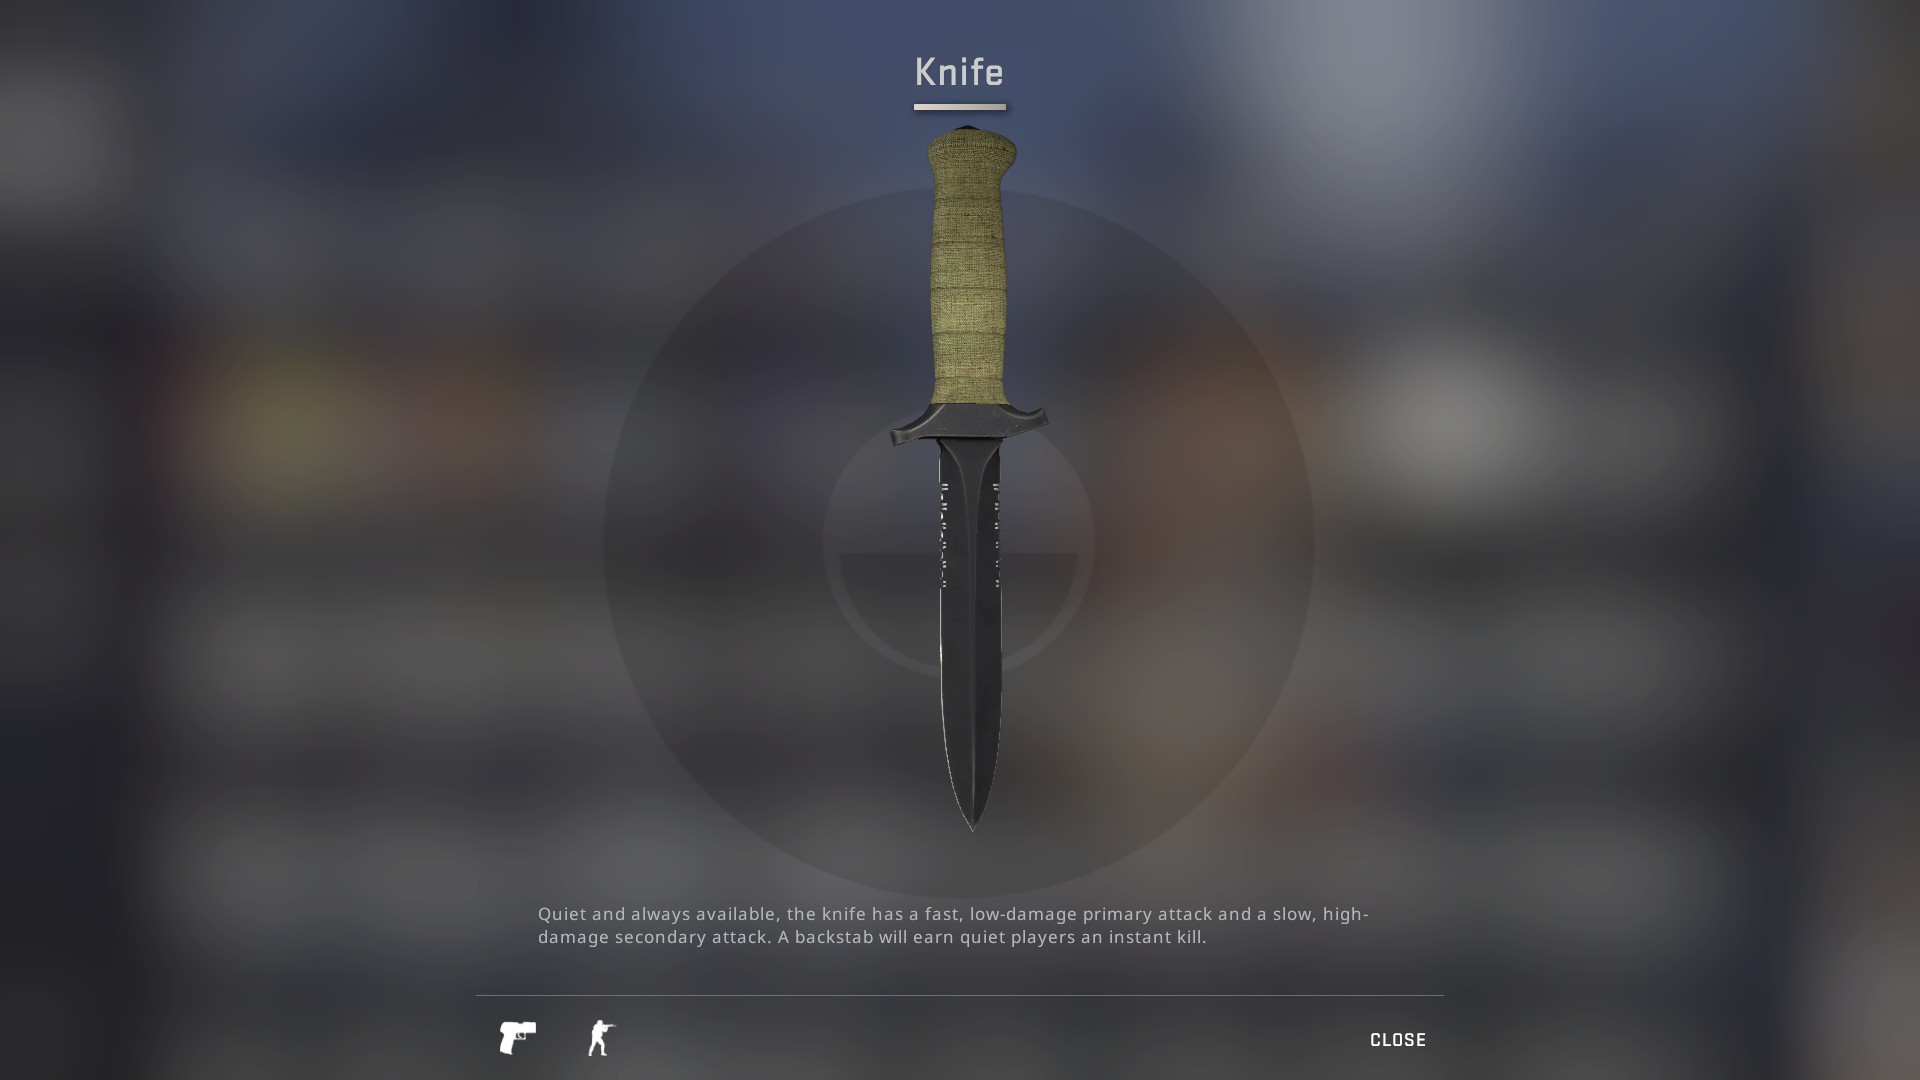 Knife
Quiet and always available, the knife has a fast, low-damage primary attack and a slow, high-
damage secondary attack. A backstab will earn quiet players an instant kill.
CLOSE